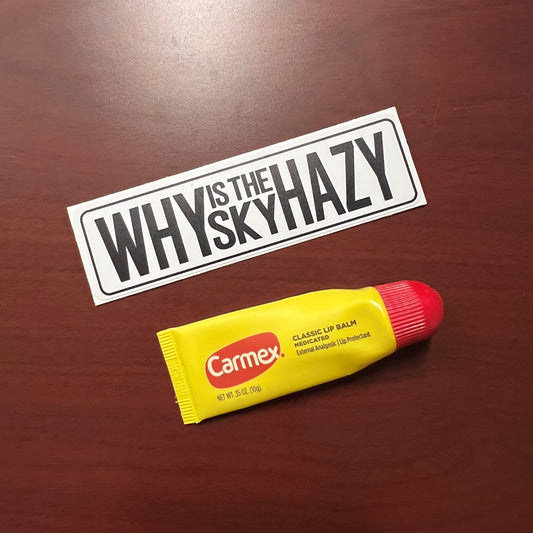 WHY IS THE SKY HAZY
Carmex®
CLASSIC LIP BALM
MEDICATED
External Analgesic | Lip Protectant
NET WT .35 OZ. (10g)